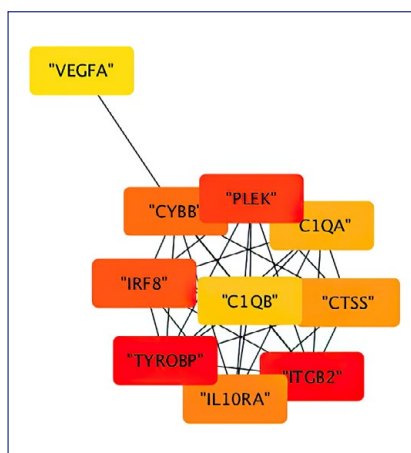 "VEGFA"
"PLEK"
"CYBB"
C1QA"
"IRF8"
"C1QB"
"CTSS"
"TYROBP"
"ITGB2"
"IL10RA"